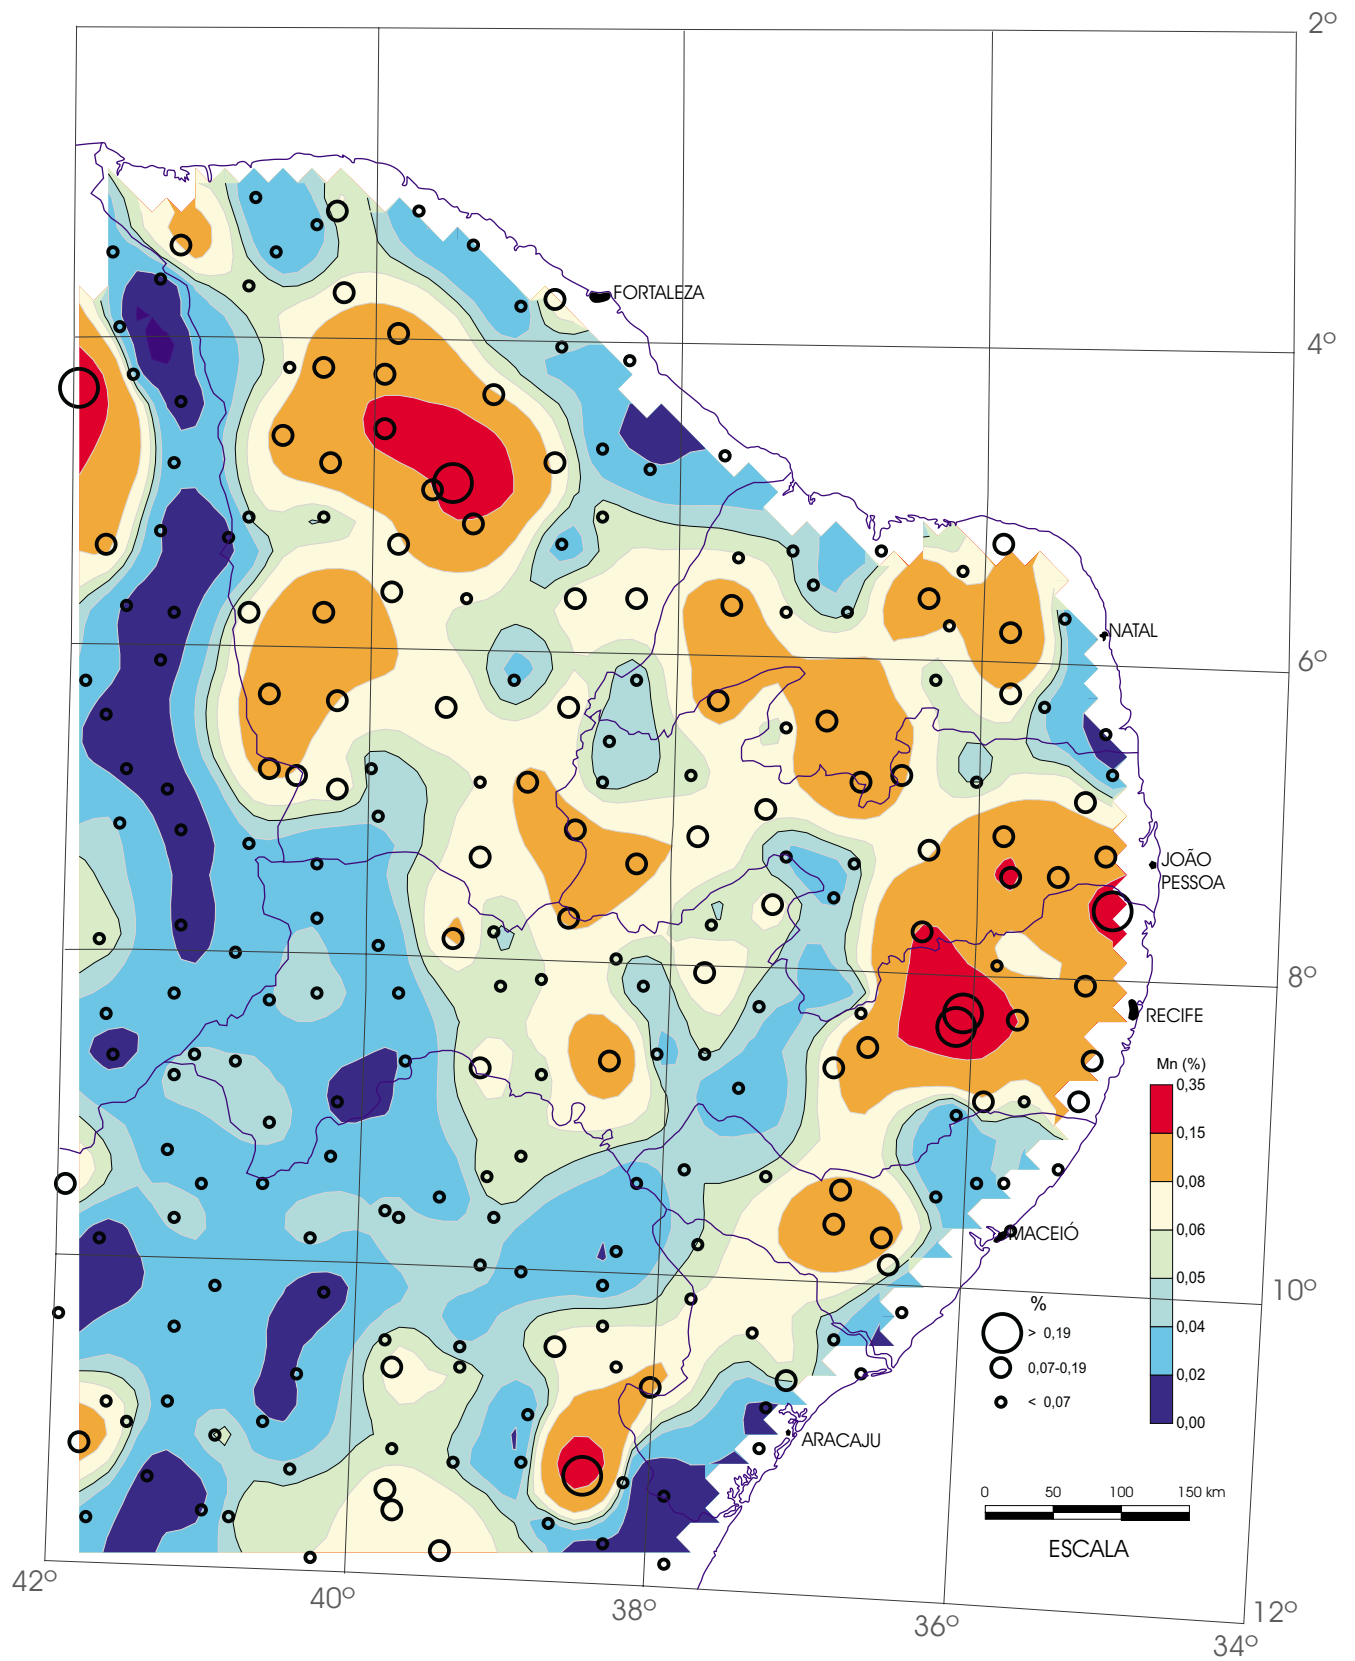 2º
FORTALEZA
4º
NATAL
6º
JOÃO
PESSOA
8º
RECIFE
Mn (%)
0,35
0,15
0,08
0,06
0,05
0,04
0,02
0,00
MACEIÓ
10º
%
> 0,19
0,07-0,19
< 0,07
ARACAJU
0 50 100 150 km
ESCALA
42º
40º
38º
36º
12º
34º